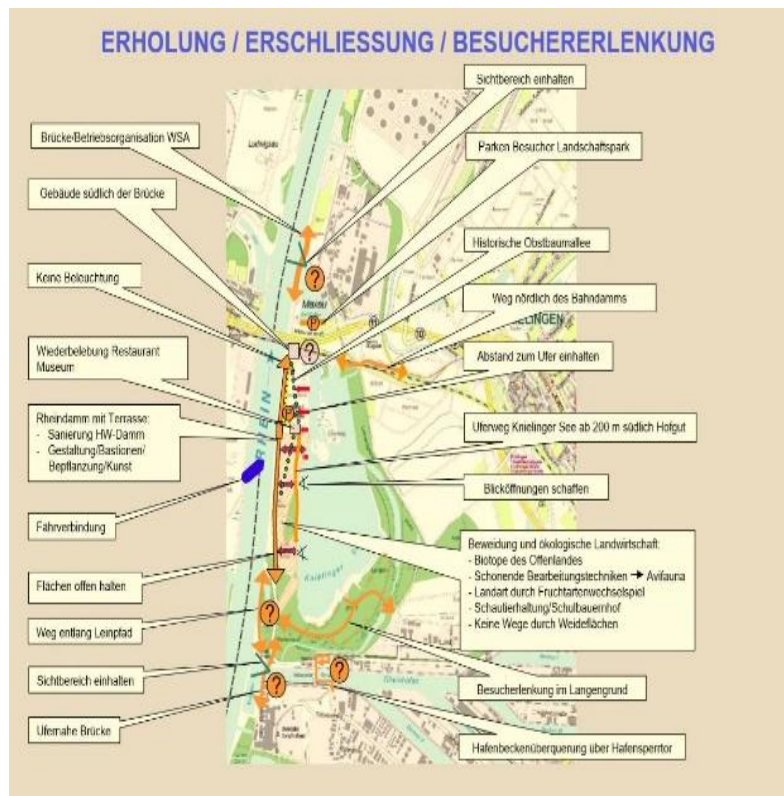 ERHOLUNG / ERSCHLIESSUNG / BESUCHERERLENKUNG
Sichtbereich einhalten
Brücke/Betriebsorganisation WSA
Parken Besucher Landschaftspark
Gebäude südlich der Brücke
Historische Obstbaumallee
Keine Beleuchtung
Weg nördlich des Bahndamms
Wiederbelebung Restaurant
Museum
Abstand zum Ufer einhalten
Rheindamm mit Terrasse:
- Sanierung HW-Damm
- Gestaltung/Bastionen/
Bepflanzung/Kunst
Uferweg Knielinger See ab 200 m südlich Hofgut
Blicköffnungen schaffen
Fährverbindung
Beweidung und ökologische Landwirtschaft:
- Biotope des Offenlandes
- Schonende Bearbeitungstechniken → Avifauna
- Landart durch Fruchtartenwechselspiel
- Schautierhaltung/Schulbauernhof
- Keine Wege durch Weideflächen
Flächen offen halten
Weg entlang Leinpfad
Sichtbereich einhalten
Besucherlenkung im Langengrund
Ufernahe Brücke
Hafenbeckenüberquerung über Hafensperrtor
RHEIN
Maxau
Knielinger
?
P
?
P
?
?
?